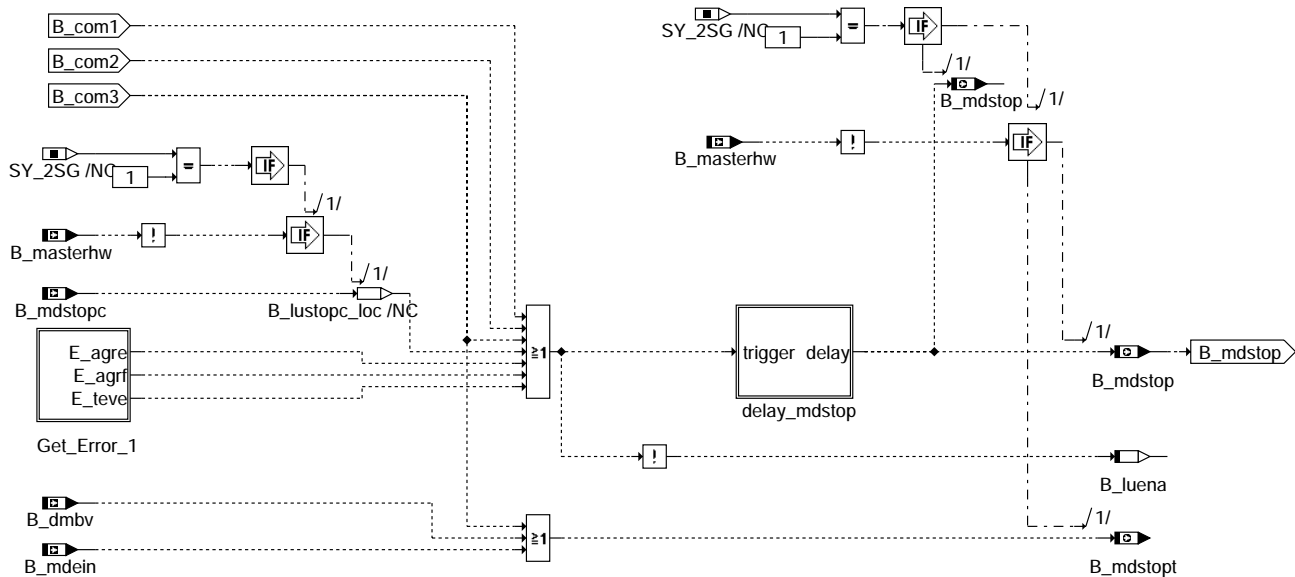 B_com1
B_com2
B_com3
SY_2SG /NC
1
=
IF
/1/
B_mdstop
SY_2SG /NC
1
=
IF
/1/
IF
/1/
B_masterhw
!
IF
/1/
B_masterhw
!
B_mdstopc
B_lustopc_loc /NC
E_agre
E_agrf
E_teve
Get_Error_1
≥1
trigger delay
delay_mdstop
/1/
B_mdstop
B_mdstop
!
B_luena
B_dmbv
B_mdein
≥1
/1/
B_mdstopt